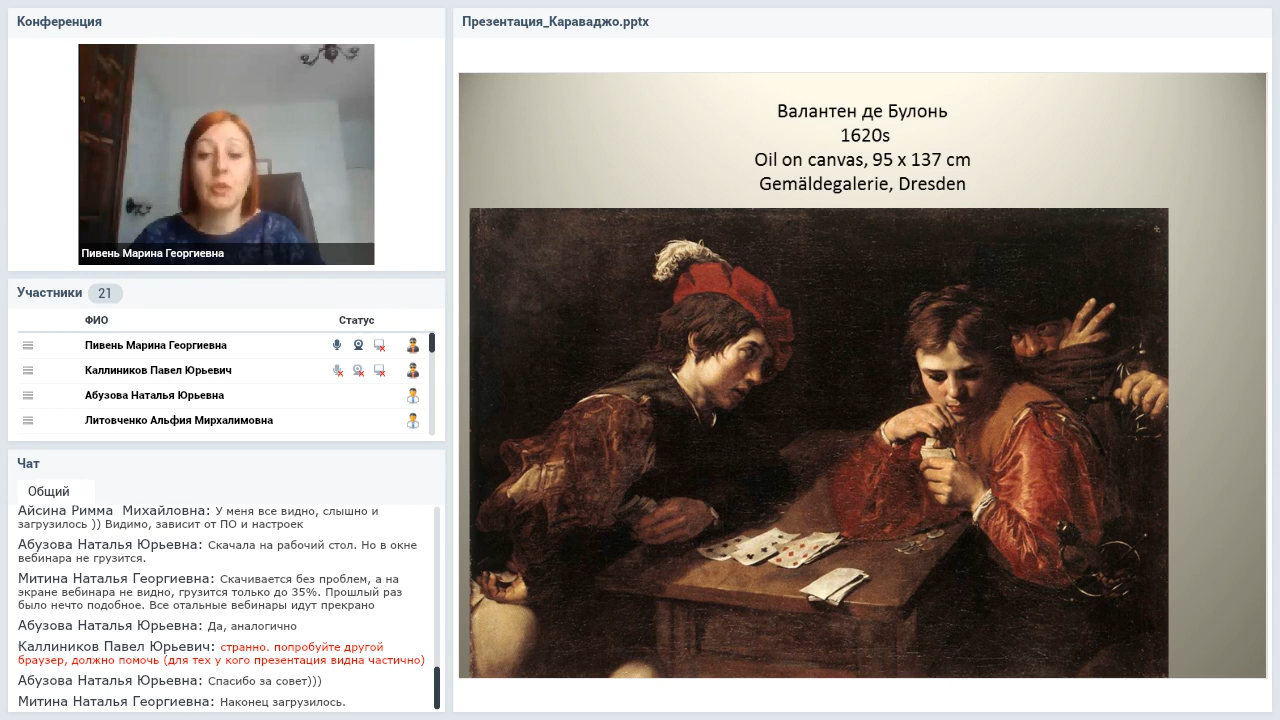 Конференция
Пивень Марина Георгиевна
Участники 21
ФИО Статус
Пивень Марина Георгиевна
Каллиников Павел Юрьевич
Абузова Наталья Юрьевна
Литовченко Альфия Мирхалимовна
Чат
Общий
Айсина Римма Михайловна: У меня все видно, слышно и
загрузилось )) Видимо, зависит от ПО и настроек
Абузова Наталья Юрьевна: Скачала на рабочий стол. Но в окне
вебинара не грузится.
Митина Наталья Георгиевна: Скачивается без проблем, а на
экране вебинара не видно, грузится только до 35%. Прошлый раз
было нечто подобное. Все отальные вебинары идут прекрано
Абузова Наталья Юрьевна: Да, аналогично
Каллиников Павел Юрьевич: странно. попробуйте другой
браузер, должно помочь (для тех у кого презентация видна частично)
Абузова Наталья Юрьевна: Спасибо за совет)))
Митина Наталья Георгиевна: Наконец загрузилось.
Презентация_Караваджо.pptx
Валантен де Булонь
1620s
Oil on canvas, 95 x 137 cm
Gemäldegalerie, Dresden